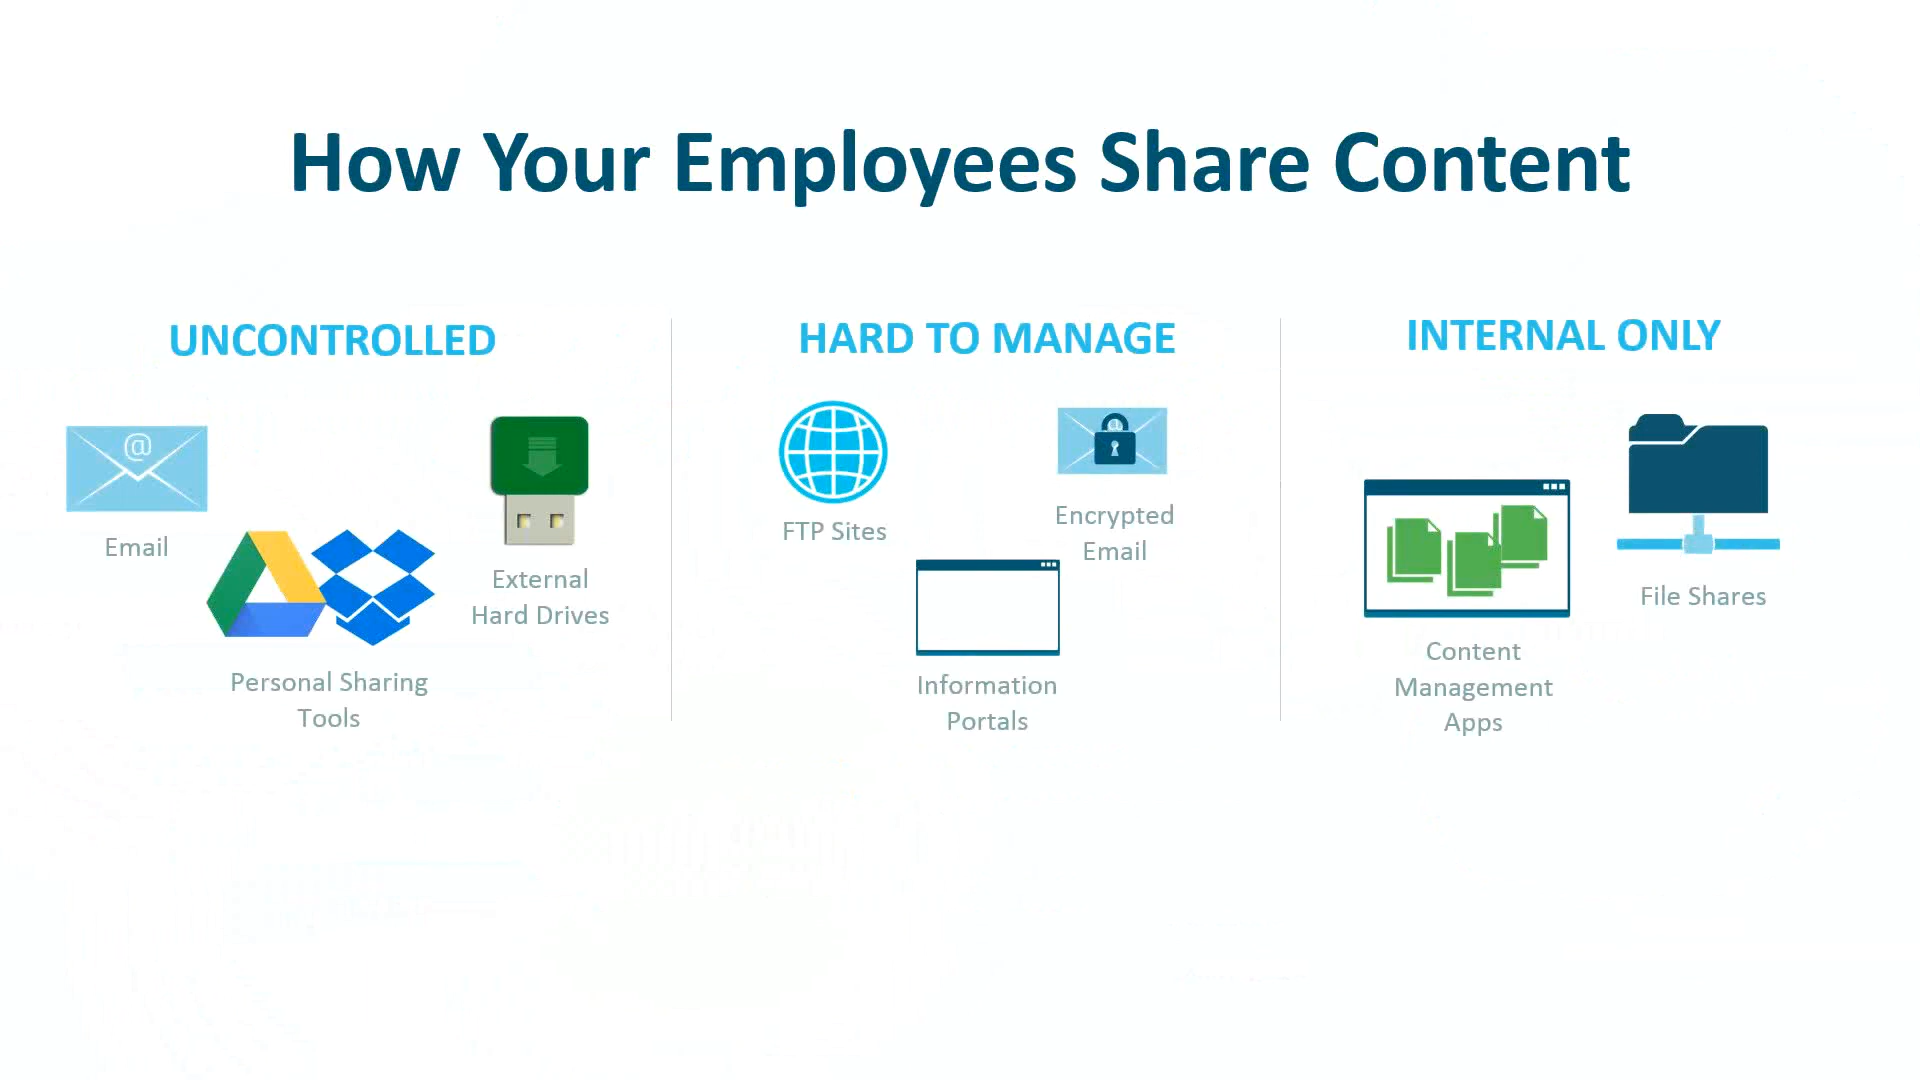 How Your Employees Share Content
UNCONTROLLED
@
Email
Personal Sharing
Tools
External
Hard Drives
HARD TO MANAGE
FTP Sites
@
Encrypted
Email
Information
Portals
INTERNAL ONLY
Content
Management
Apps
File Shares